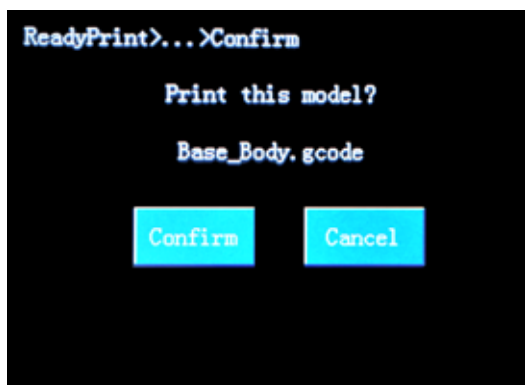 ReadyPrint>...>Confirm
Print this model?
Base_Body.gcode
Confirm Cancel